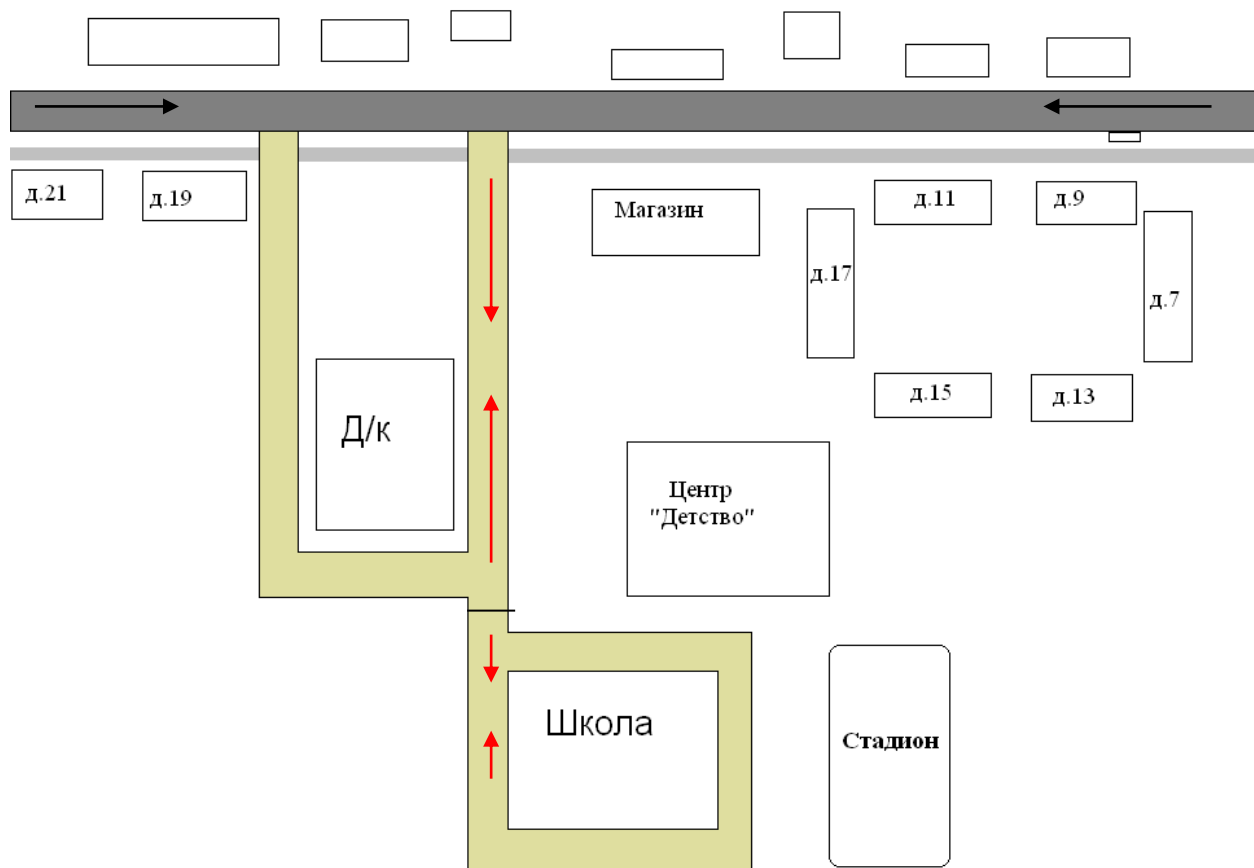 д.21
д.19
Магазин
д.11
д.9
д.17
д.7
д.15
д.13
Д/к
Центр
"Детство"
Школа
Стадион